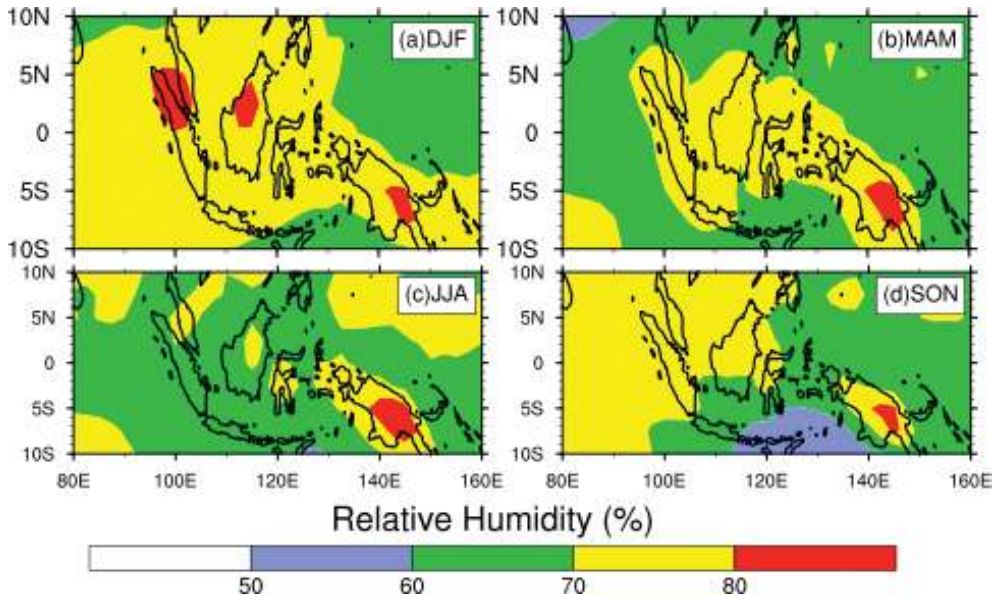 10N
(a)DJF
(b)MAM
5N
0
5S
10S
10N
(c)JJA
(d)SON
5N
0
5S
10S
80E 100E 120E 140E 160E 80E 100E 120E 140E 160E
Relative Humidity (%)
50 60 70 80